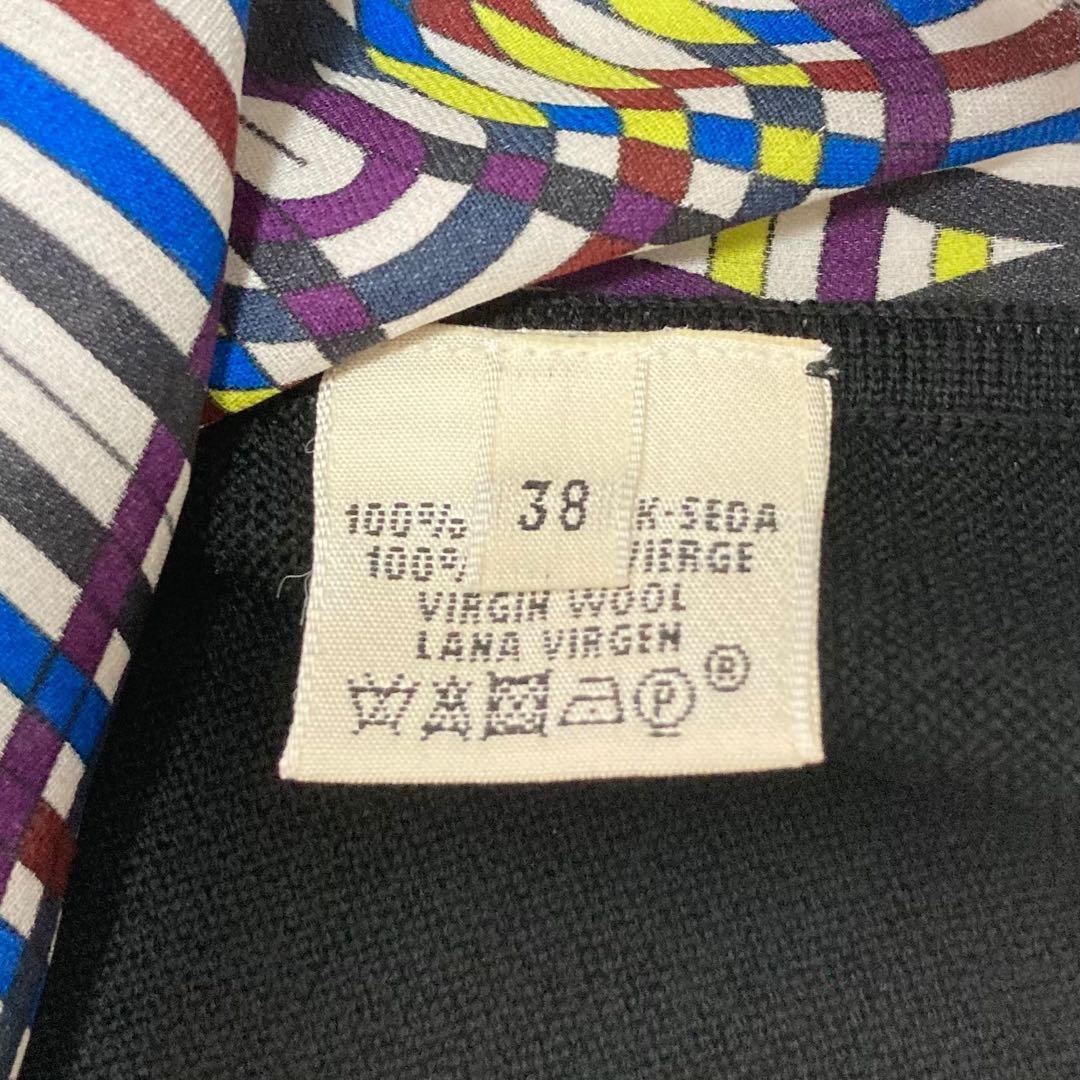 38
100% K-SEDA
100% VIERGE
VIRGIN WOOL
LANA VIRGEN
P ®